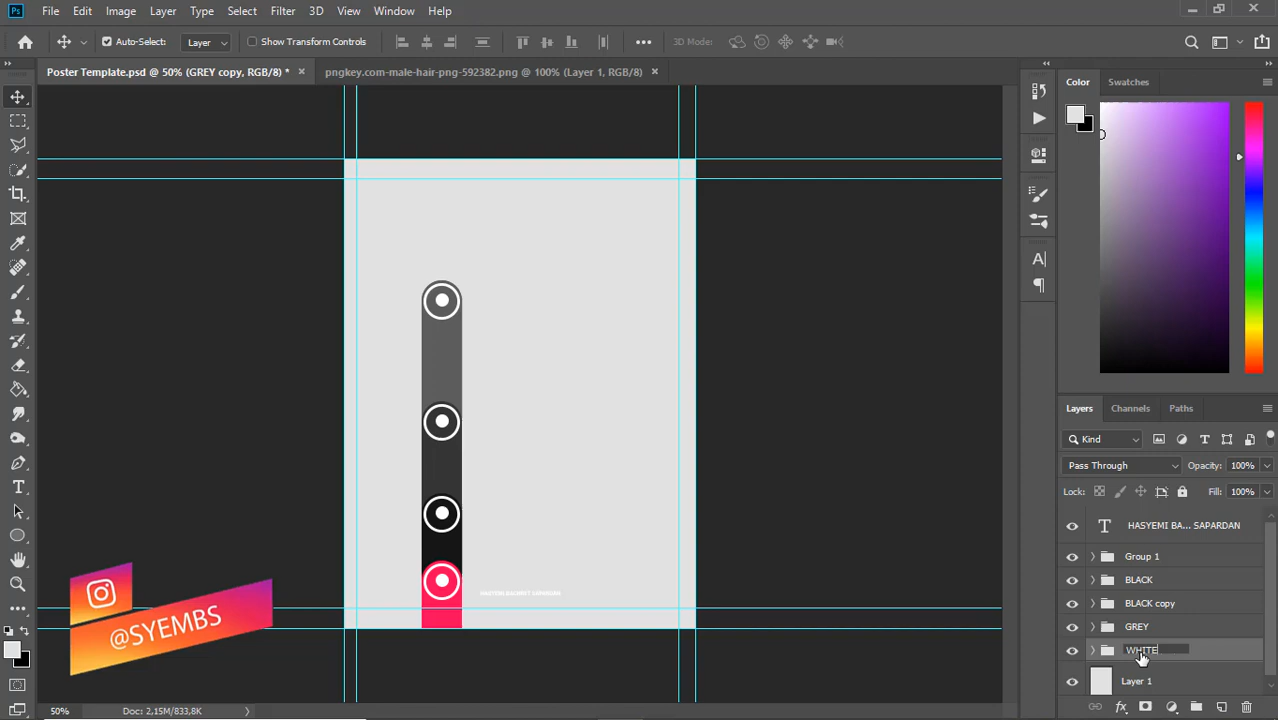 Ps File Edit Image Layer Type Select Filter 3D View Window Help
Auto-Select: Layer Show Transform Controls 3D Mode:
Poster Template.psd @ 50% (GREY copy, RGB/8) * × pngkey.com-male-hair-png-592382.png @ 100% (Layer 1, RGB/8) ×
Color Swatches
Layers Channels Paths
Kind
Pass Through Opacity: 100%
Lock: Fill: 100%
HASYEMI BA... SAPARDAN
Group 1
BLACK
BLACK copy
GREY
WHITE
Layer 1
@SYEMBS
50% Doc: 2,15M/833,8K